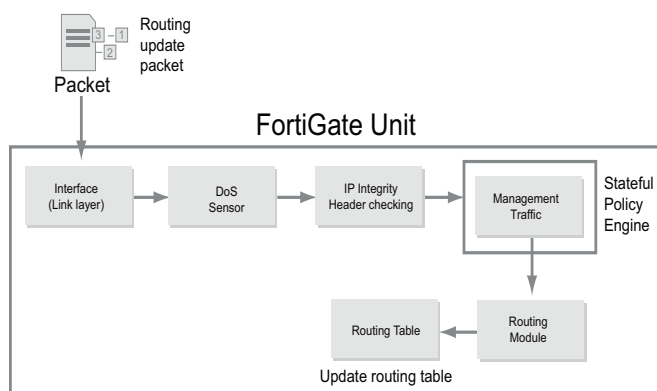 Routing
update
packet
3
1
2
Packet
FortiGate Unit
Interface
(Link layer)
DoS
Sensor
IP Integrity
Header checking
Management
Traffic
Stateful
Policy
Engine
Routing Table
Routing
Module
Update routing table